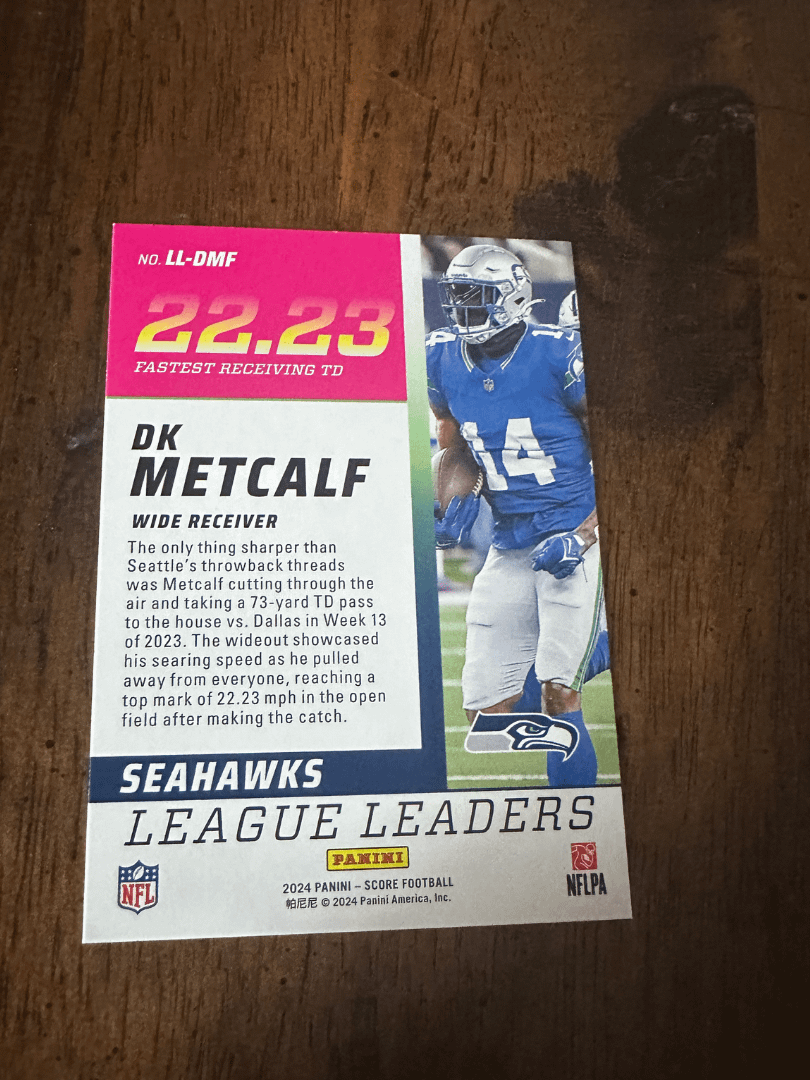 NO. LL-DMF
22.23
FASTEST RECEIVING TD
DK
METCALF
WIDE RECEIVER
The only thing sharper than
Seattle's throwback threads
was Metcalf cutting through the
air and taking a 73-yard TD pass
to the house vs. Dallas in Week 13
of 2023. The wideout showcased
his searing speed as he pulled
away from everyone, reaching a
top mark of 22.23 mph in the open
field after making the catch.
14
14
SEAHAWKS
LEAGUE LEADERS
PANINI
NFL
2024 PANINI – SCORE FOOTBALL
帕尼尼 © 2024 Panini America, Inc.
NFLPA